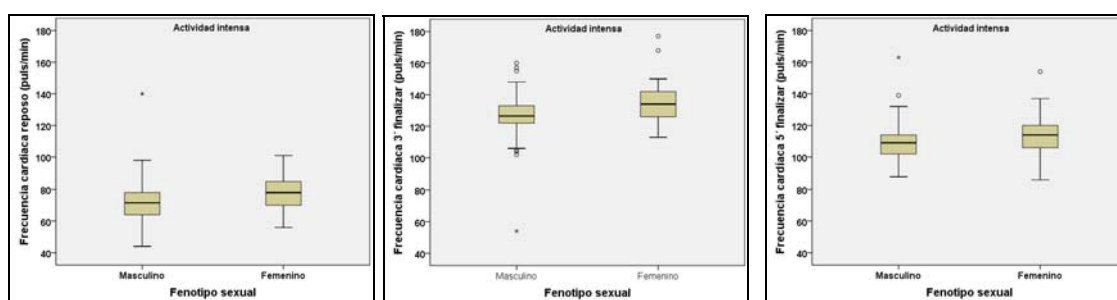 Actividad intensa
Frecuencia cardiaca reposo (puls/min)
180
160
140
120
100
80
60
40
Masculino
Femenino
Fenotipo sexual
Actividad intensa
Frecuencia cardiaca 3´ finalizar (puls/min)
180
160
140
120
100
80
60
40
Masculino
Femenino
Fenotipo sexual
Actividad intensa
Frecuencia cardiaca 5´ finalizar (puls/min)
180
160
140
120
100
80
60
40
Masculino
Femenino
Fenotipo sexual